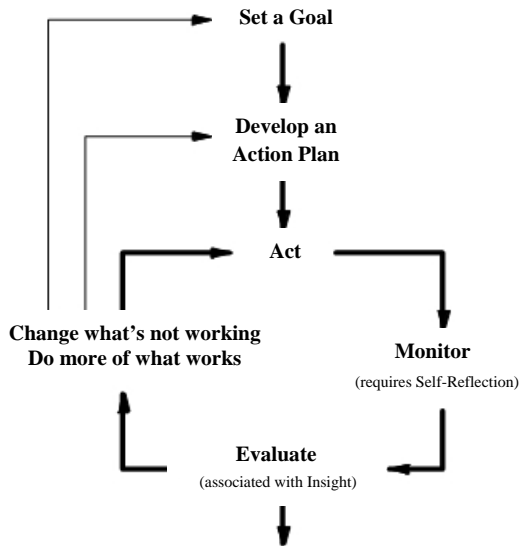 Set a Goal
Develop an
Action Plan
Act
Change what's not working
Do more of what works
Monitor
(requires Self-Reflection)
Evaluate
(associated with Insight)